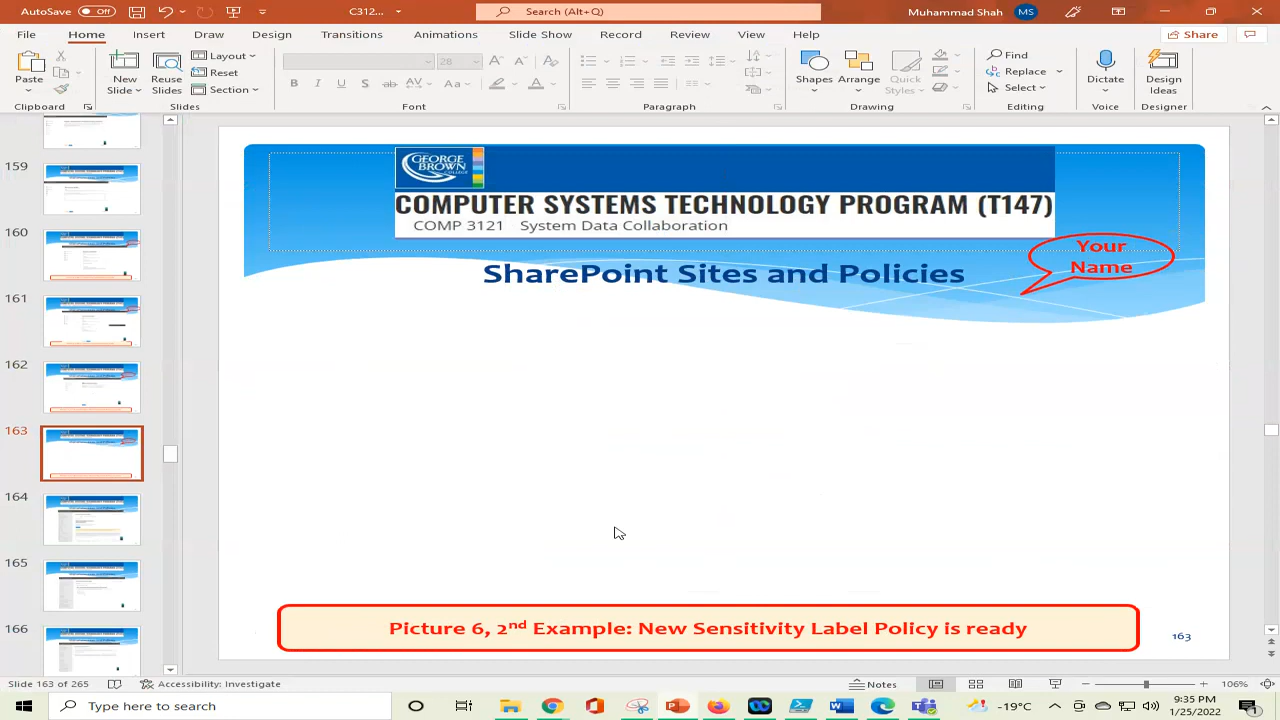 AutoSave Off C312... Search (Alt+Q) Muhammad Shah MS
File Home Insert Draw Design Transitions Animations Slide Show Record Review View Help Share
Paste New Slide Reuse Slides Layout Reset Section 28 B I U S ab AV Aa A Shapes Arrange Quick Styles Find Replace Select Dictate Design Ideas
Clipboard Slides Font Paragraph Drawing Editing Voice Designer
159
160
161
162
163
164
165
166
GEORGE BROWN COLLEGE
COMPUTER SYSTEMS TECHNOLOGY PROGRAM (T147)
COMP 3121 System Data Collaboration
Your
Name
SharePoint Sites and Policies
Picture 6, 2nd Example: New Sensitivity Label Policy is ready
163
Slide 163 of 265 Accessibility: Investigate Notes 106%
Type here to search -19°C 9:35 PM
1/25/2022